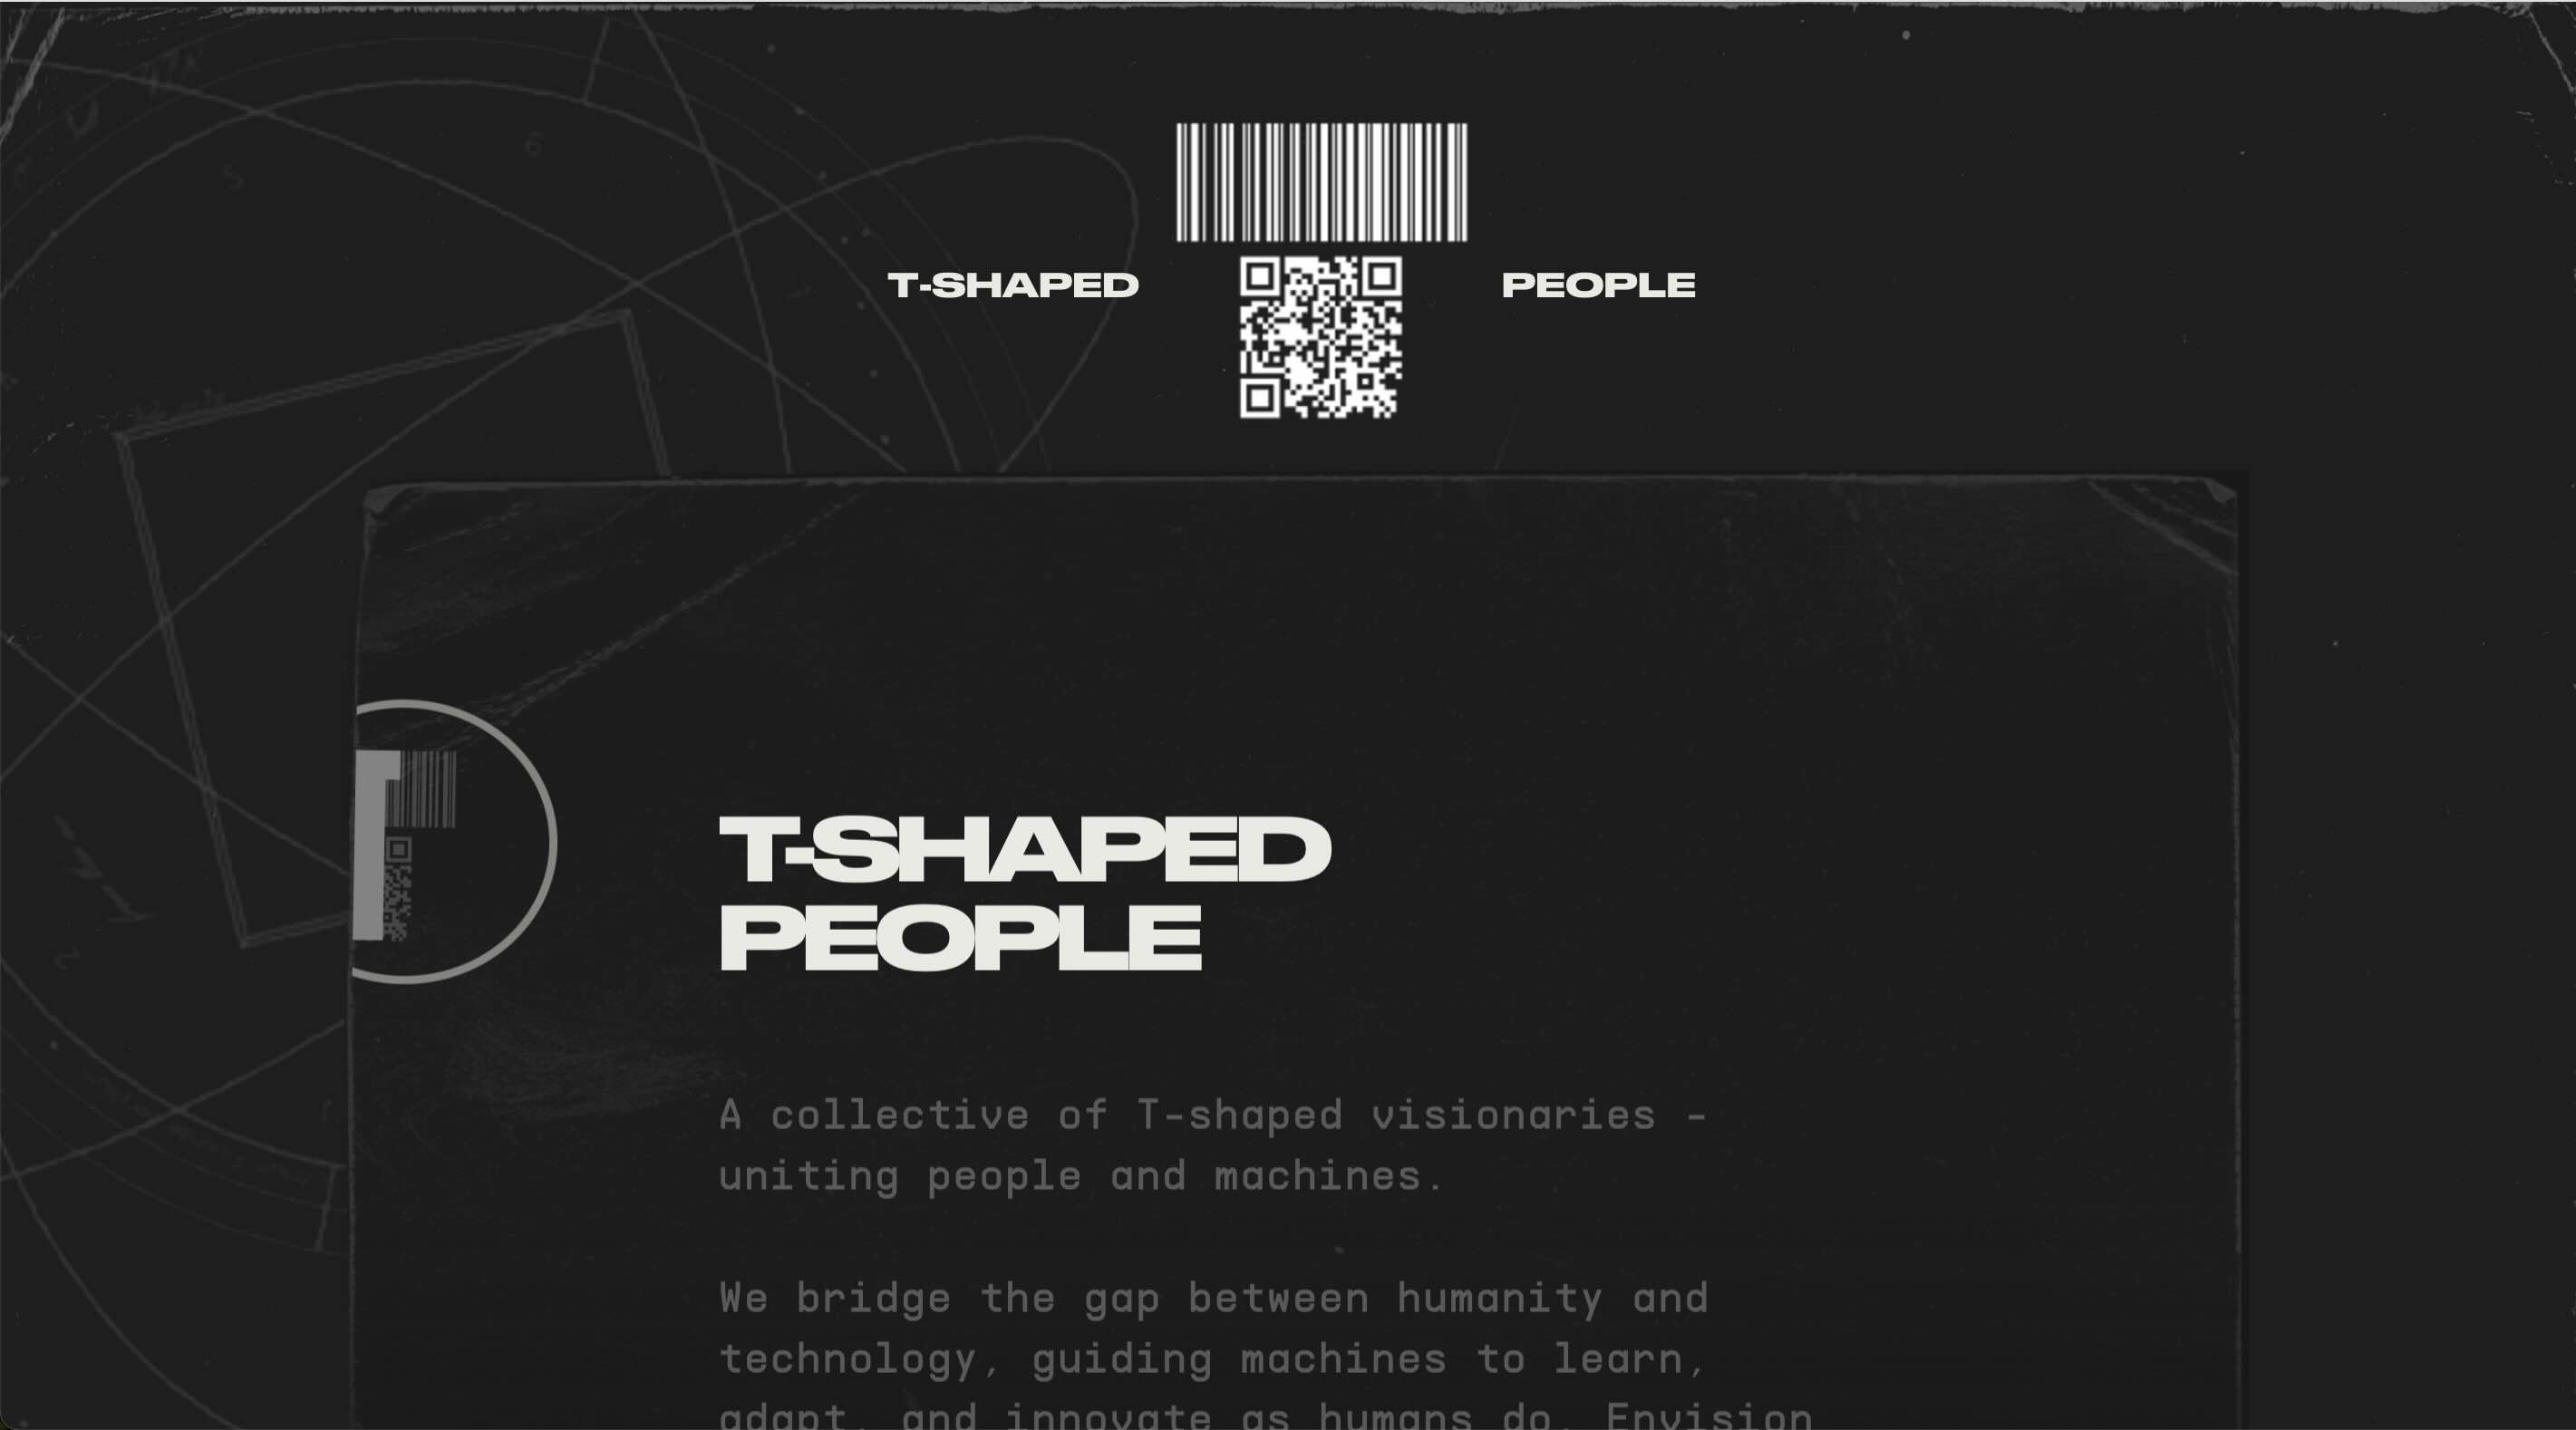 T-SHAPED PEOPLE
T-SHAPED
PEOPLE
A collective of T-shaped visionaries -
uniting people and machines.
We bridge the gap between humanity and
technology, guiding machines to learn,
adapt, and innovate as humans do. Envision